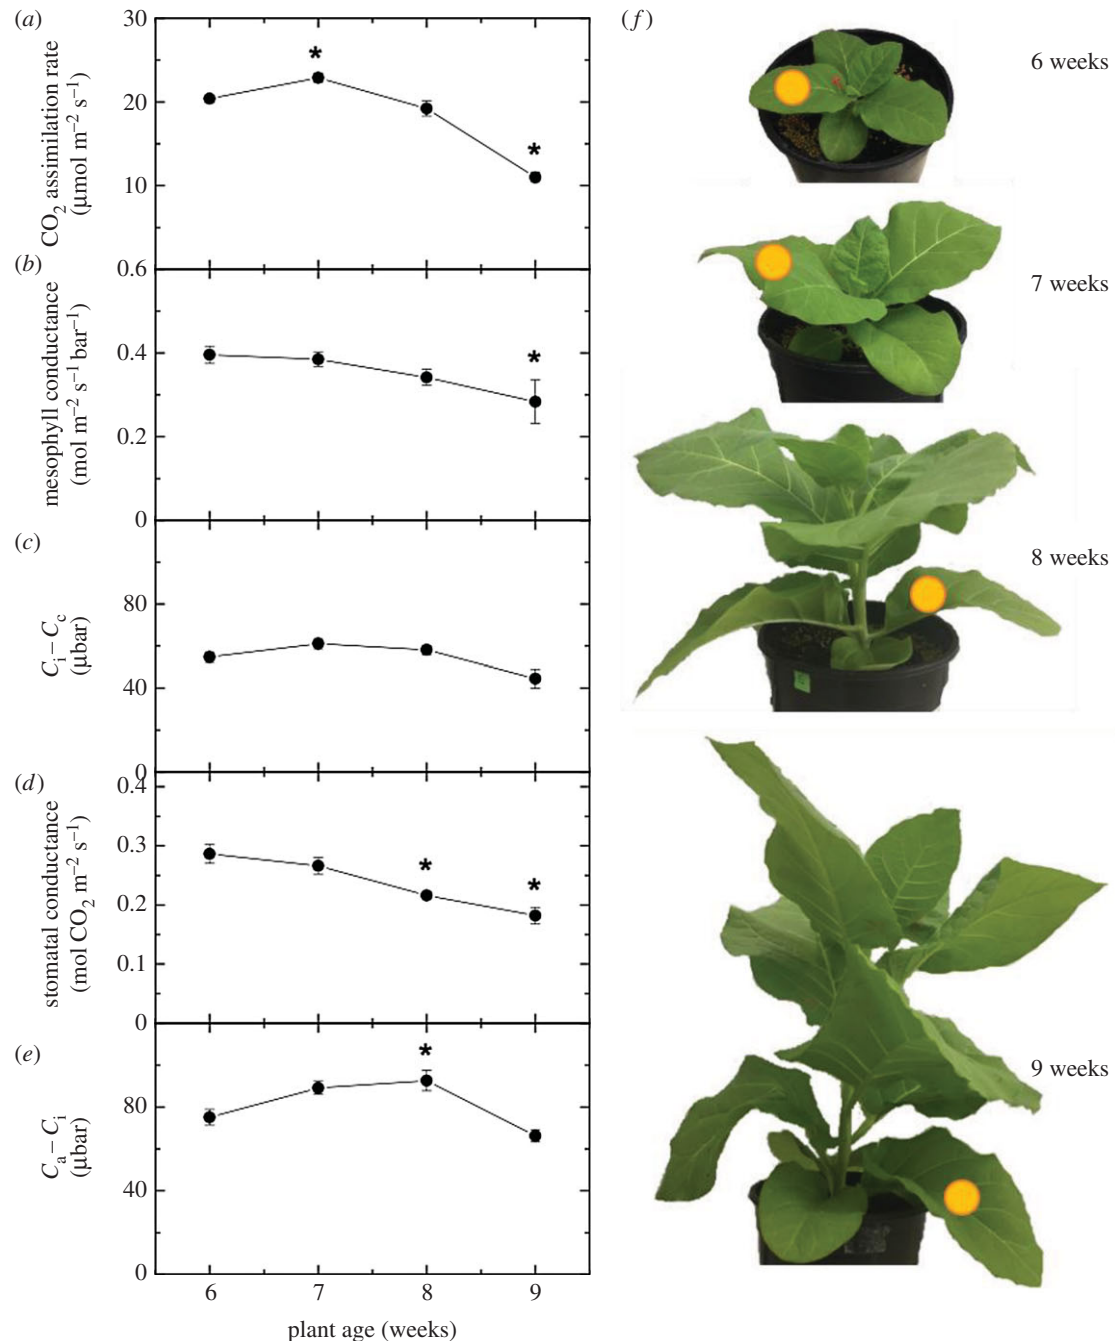 (a)
CO₂ assimilation rate
(µmol m⁻² s⁻¹)
30
20
10
*
*
(b)
mesophyll conductance
(mol m⁻² s⁻¹ bar⁻¹)
0.6
0.4
0.2
0
*
(c)
Cᵢ – C꜀
(µbar)
80
40
0
(d)
stomatal conductance
(mol CO₂ m⁻² s⁻¹)
0.4
0.3
0.2
0.1
0
*
*
(e)
Cₐ – Cᵢ
(µbar)
80
40
0
*
6 7 8 9
plant age (weeks)
(f)
6 weeks
7 weeks
8 weeks
9 weeks